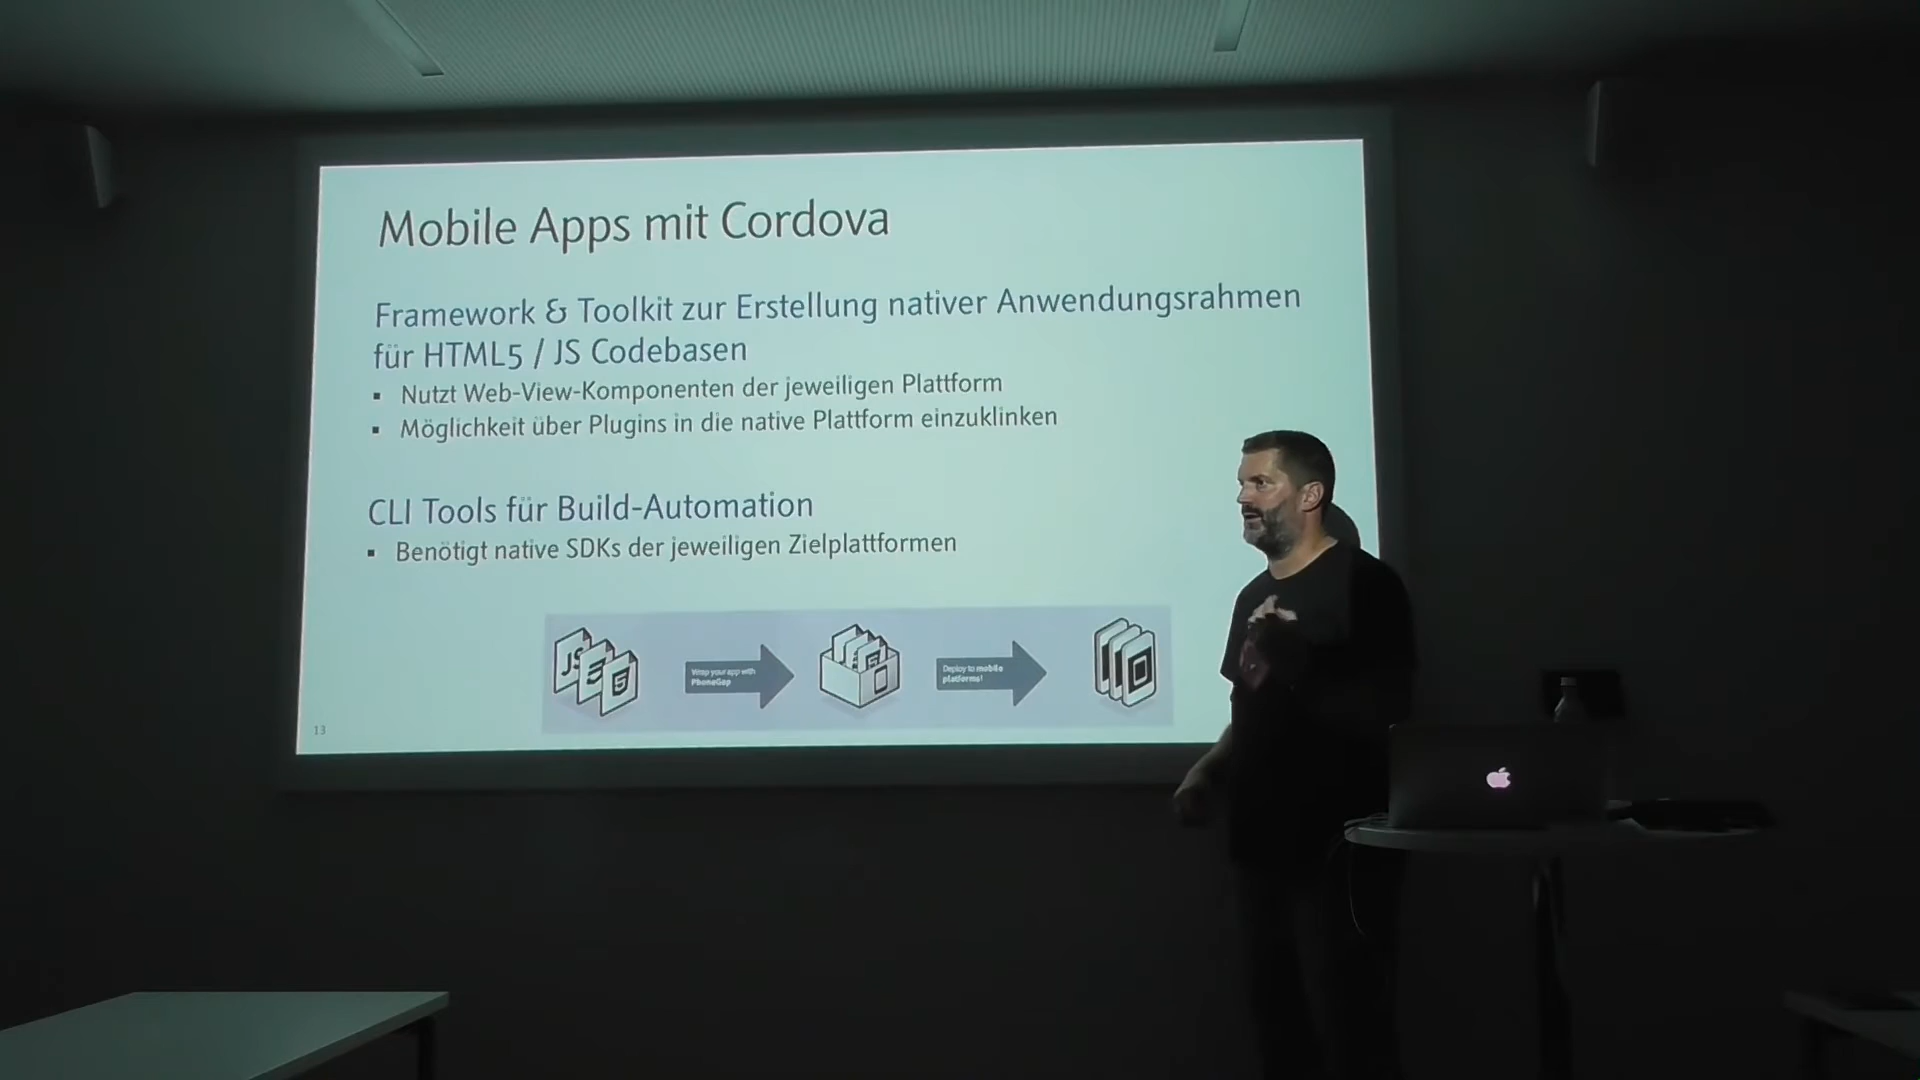 Mobile Apps mit Cordova
Framework & Toolkit zur Erstellung nativer Anwendungsrahmen
für HTML5 / JS Codebasen
▪ Nutzt Web-View-Komponenten der jeweiligen Plattform
▪ Möglichkeit über Plugins in die native Plattform einzuklinken
CLI Tools für Build-Automation
▪ Benötigt native SDKs der jeweiligen Zielplattformen
JS
Wrap your app with
PhoneGap
Deploy to mobile
platforms!
13